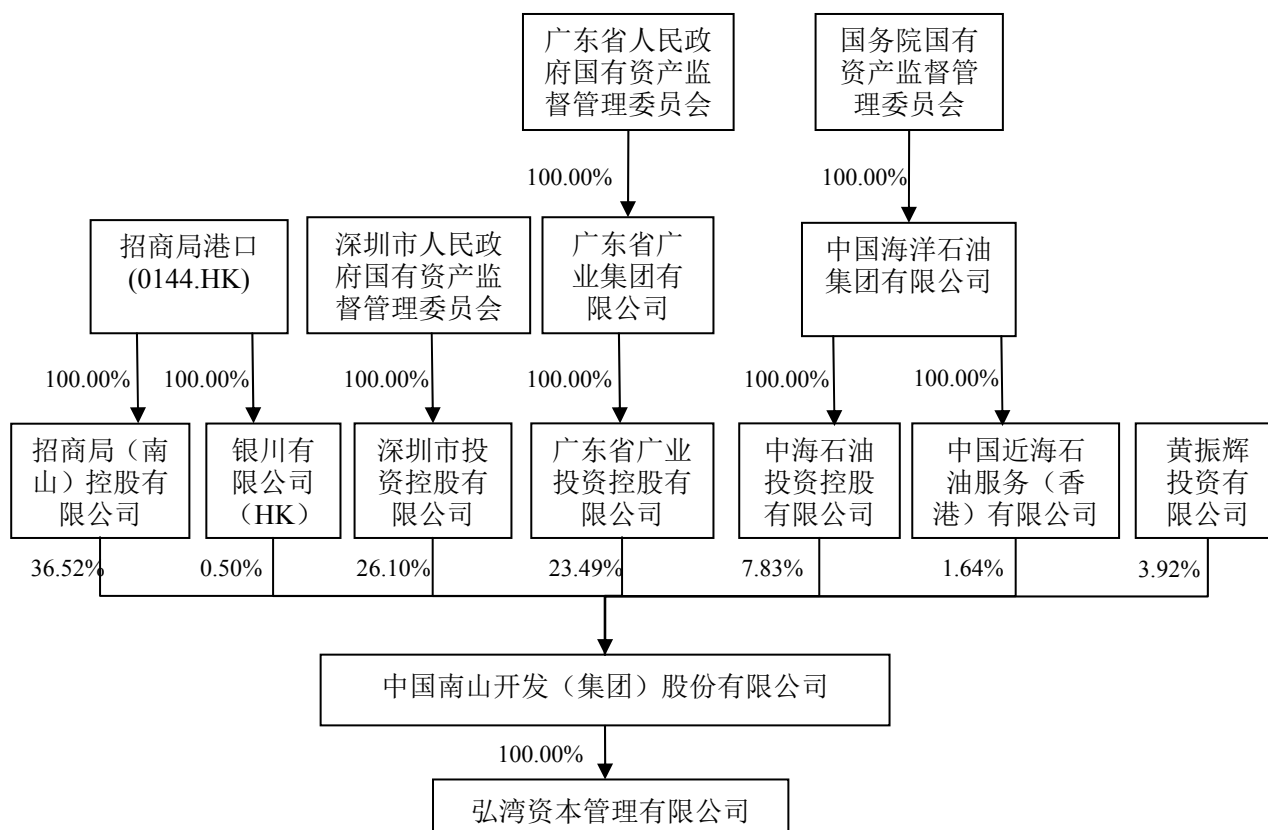 广东省人民政
府国有资产监
督管理委员会
国务院国有
资产监督管
理委员会
100.00%
100.00%
招商局港口
(0144.HK)
深圳市人民政
府国有资产监
督管理委员会
广东省广
业集团有
限公司
中国海洋石油
集团有限公司
100.00%
100.00%
100.00%
100.00%
100.00%
100.00%
招商局（南
山）控股有
限公司
银川有
限公司
（HK）
深圳市投
资控股有
限公司
广东省广业
投资控股有
限公司
中海石油
投资控股
有限公司
中国近海石
油服务（香
港）有限公司
黄振辉
投资有
限公司
36.52%
0.50%
26.10%
23.49%
7.83%
1.64%
3.92%
中国南山开发（集团）股份有限公司
100.00%
弘湾资本管理有限公司